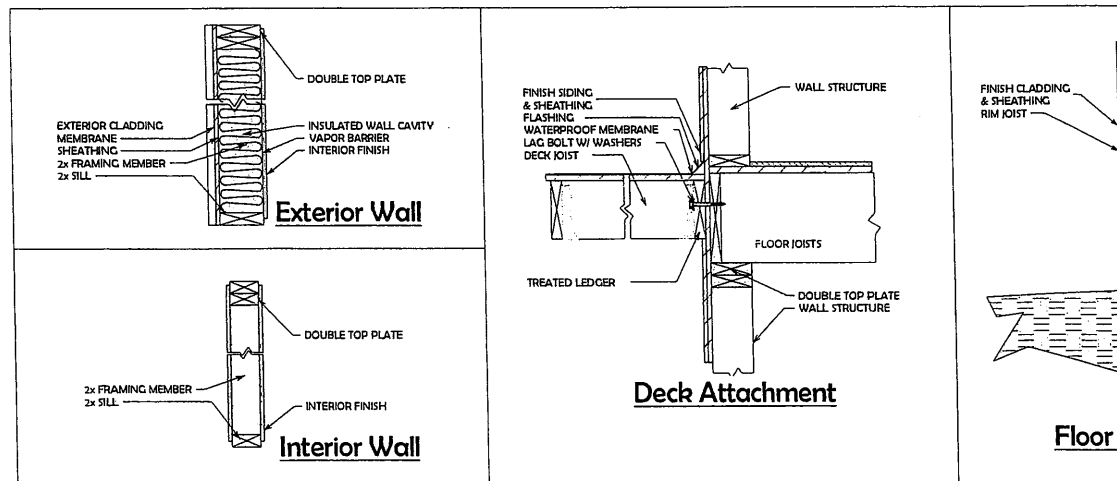 DOUBLE TOP PLATE
EXTERIOR CLADDING
MEMBRANE
SHEATHING
2x FRAMING MEMBER
2x SILL
INSULATED WALL CAVITY
VAPOR BARRIER
INTERIOR FINISH
Exterior Wall
DOUBLE TOP PLATE
2x FRAMING MEMBER
2x SILL
INTERIOR FINISH
Interior Wall
FINISH SIDING
& SHEATHING
FLASHING
WATERPROOF MEMBRANE
LAG BOLT W/ WASHERS
DECK JOIST
WALL STRUCTURE
FLOOR JOISTS
TREATED LEDGER
DOUBLE TOP PLATE
WALL STRUCTURE
Deck Attachment
FINISH CLADDING
& SHEATHING
RIM JOIST
Floor